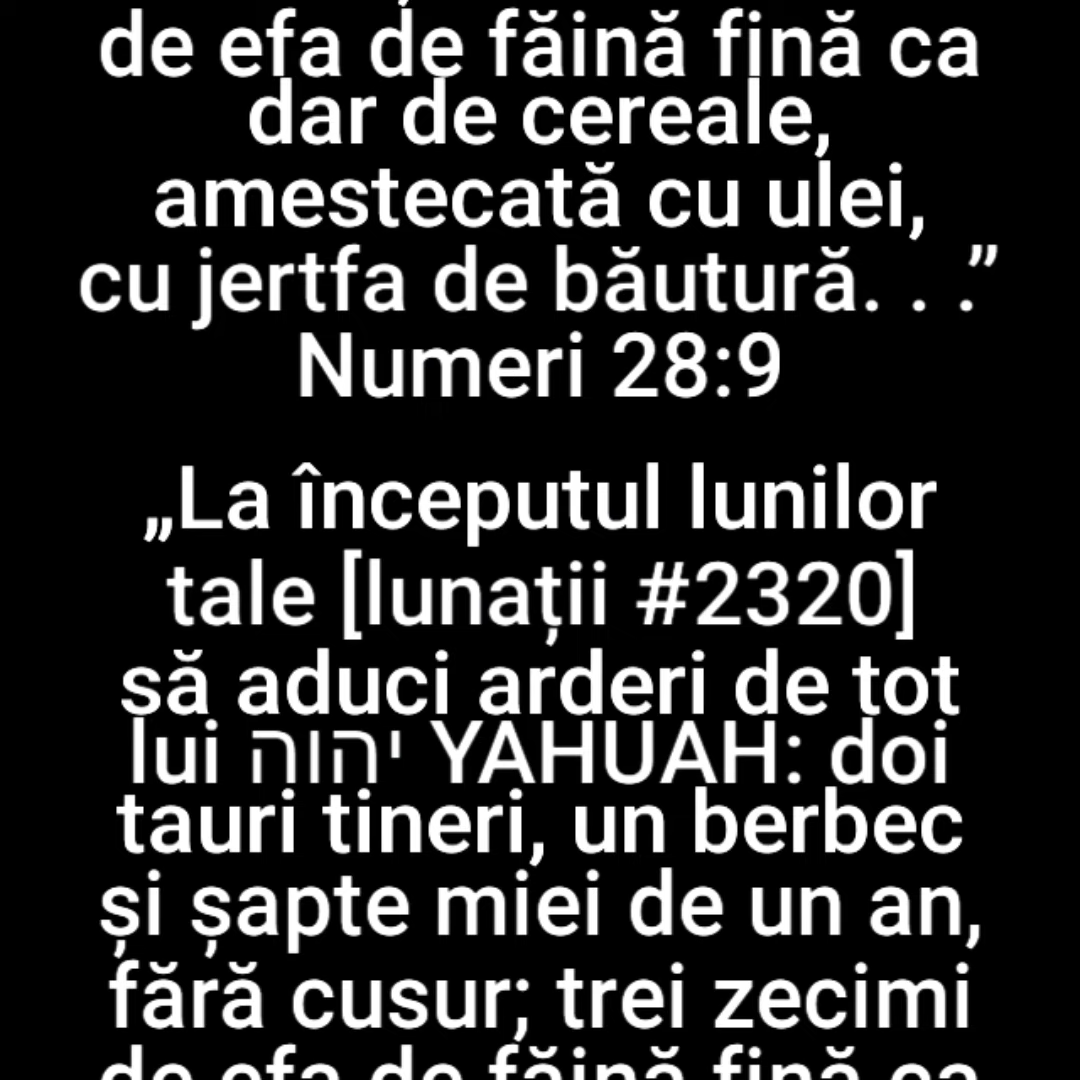 de efa de făină fină ca
dar de cereale,
amestecată cu ulei,
cu jertfa de băutură. . .”
Numeri 28:9
„La începutul lunilor
tale [lunații #2320]
să aduci arderi de tot
lui יהוה YAHUAH: doi
tauri tineri, un berbec
și șapte miei de un an,
fără cusur; trei zecimi
de efa de făină fină ca